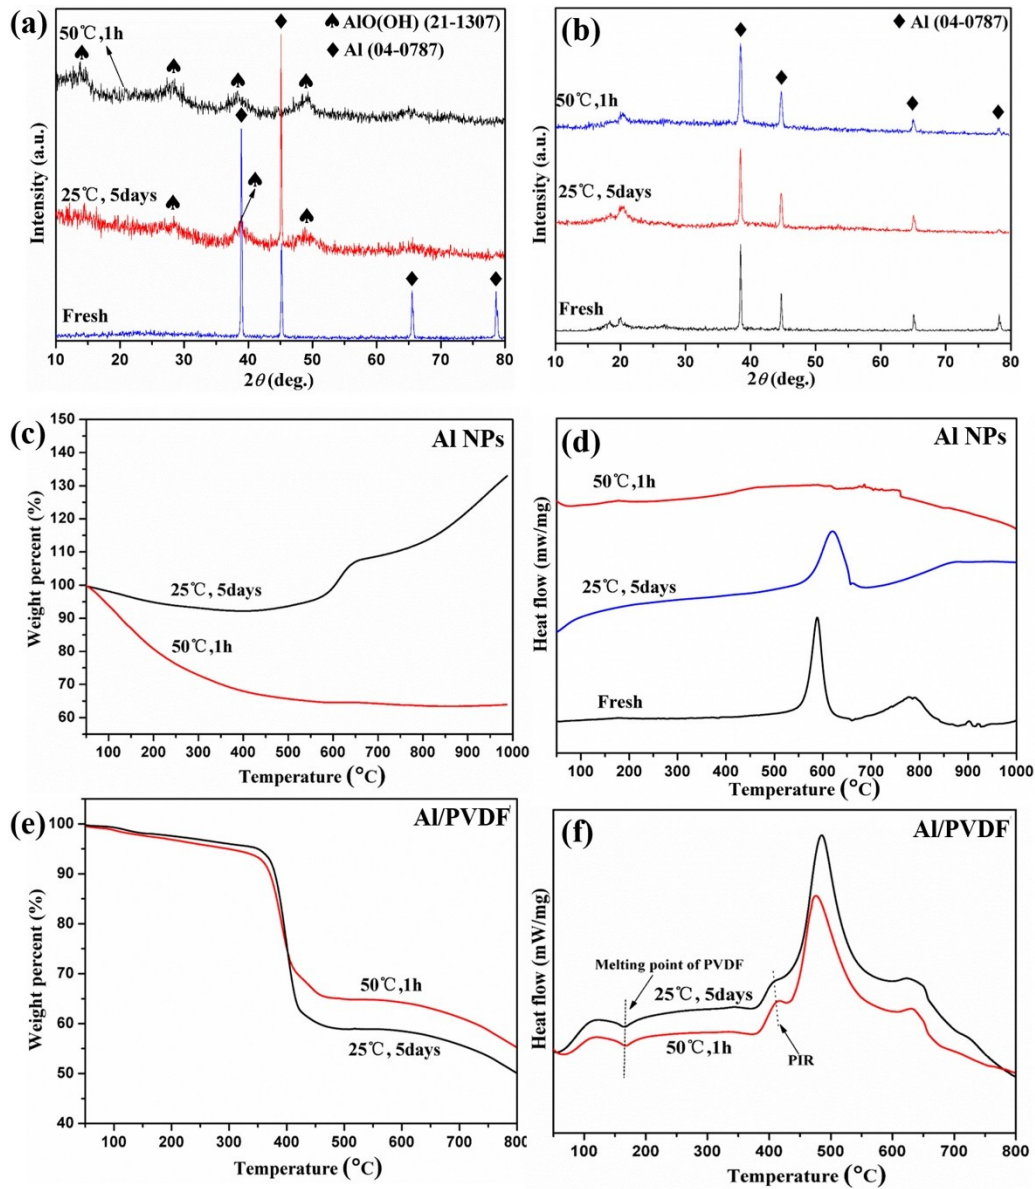 (a)
♠ AlO(OH) (21-1307)
♦ Al (04-0787)
50℃,1h
25℃, 5days
Fresh
Intensity (a.u.)
10 20 30 40 50 60 70 80
2θ (deg.)
(b)
♦ Al (04-0787)
50℃,1h
25℃, 5days
Fresh
Intensity (a.u.)
10 20 30 40 50 60 70 80
2θ (deg.)
(c)
Al NPs
150
140
130
120
110
100
90
80
70
60
Weight percent (%)
25℃, 5days
50℃,1h
100 200 300 400 500 600 700 800 900 1000
Temperature (°C)
(d)
Al NPs
50℃,1h
25℃, 5days
Fresh
Heat flow (mw/mg)
100 200 300 400 500 600 700 800 900 1000
Temperature (°C)
(e)
Al/PVDF
100
90
80
70
60
50
40
Weight percent (%)
50℃,1h
25℃, 5days
100 200 300 400 500 600 700 800
Temperature (°C)
(f)
Al/PVDF
Melting point of PVDF
25℃, 5days
50℃,1h
PIR
Heat flow (mW/mg)
100 200 300 400 500 600 700 800
Temperature (°C)